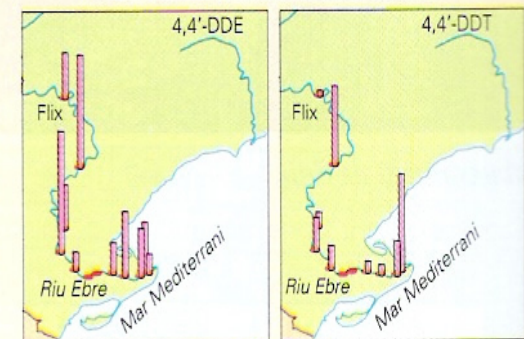 4,4'-DDE
Flix
Riu Ebre
Mar Mediterrani
4,4'-DDT
Flix
Riu Ebre
Mar Mediterrani